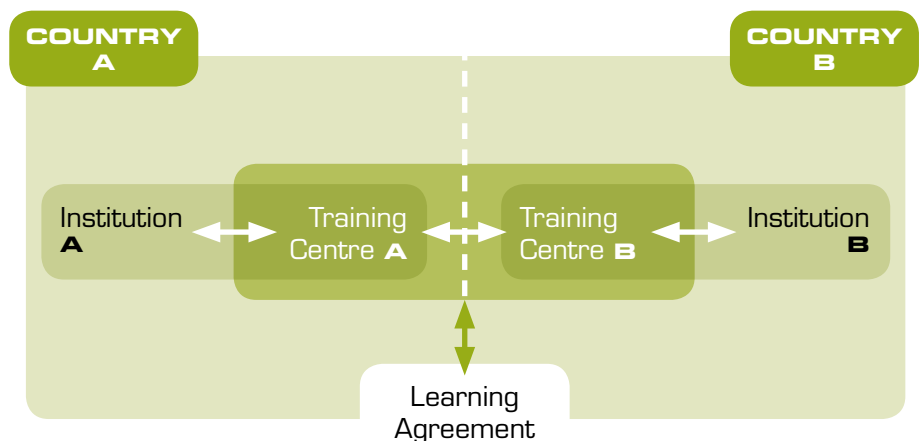 COUNTRY
A
COUNTRY
B
Institution
A
Training
Centre A
Training
Centre B
Institution
B
Learning
Agreement